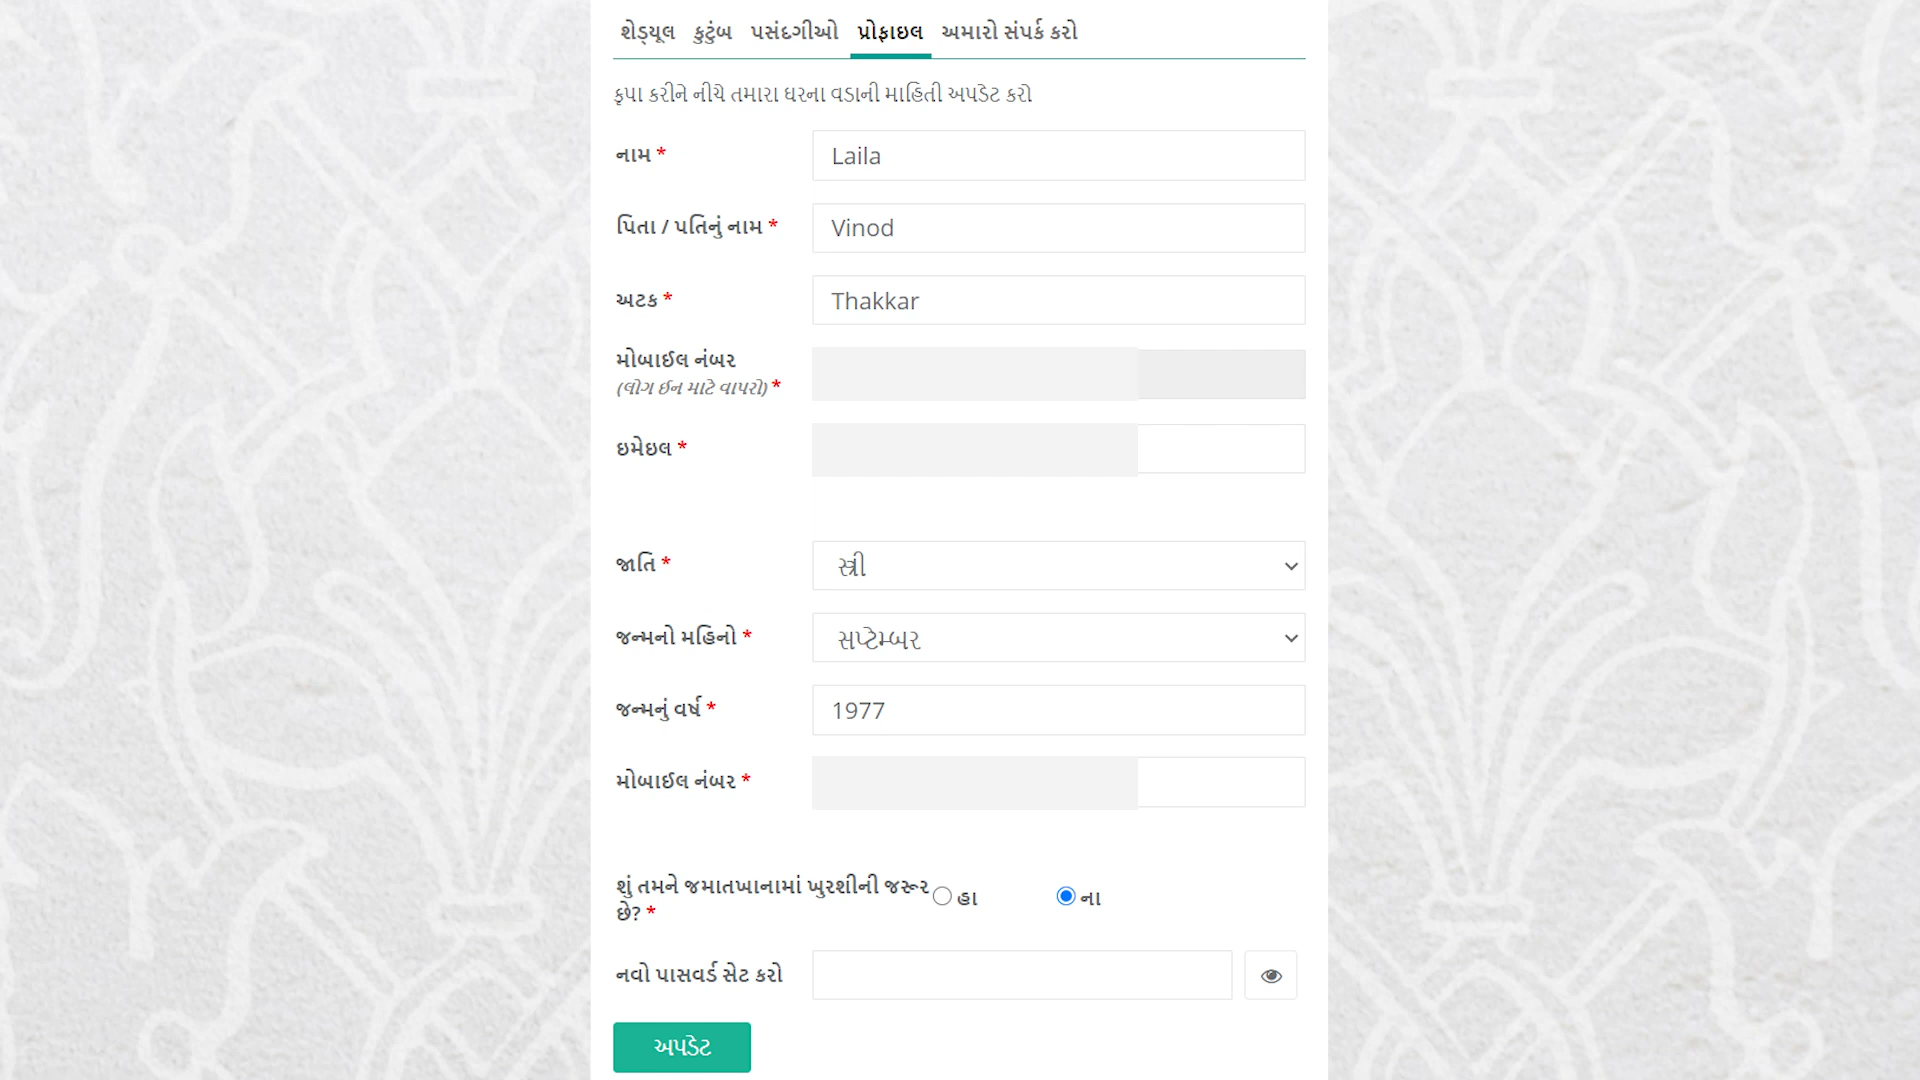 શેડ્યૂલ કુટુંબ પસંદગીઓ પ્રોફાઇલ અમારો સંપર્ક કરો
કૃપા કરીને નીચે તમારા ઘરના વડાની માહિતી અપડેટ કરો
નામ * Laila
પિતા / પતિનું નામ * Vinod
અટક * Thakkar
મોબાઈલ નંબર
(લોગ ઈન માટે વાપરો) *
ઇમેઇલ *
જાતિ * સ્ત્રી
જન્મનો મહિનો * સપ્ટેમ્બર
જન્મનું વર્ષ * 1977
મોબાઈલ નંબર *
શું તમને જમાતખાનામાં ખુરશીની જરૂર
છે? * હા ના
નવો પાસવર્ડ સેટ કરો
અપડેટ